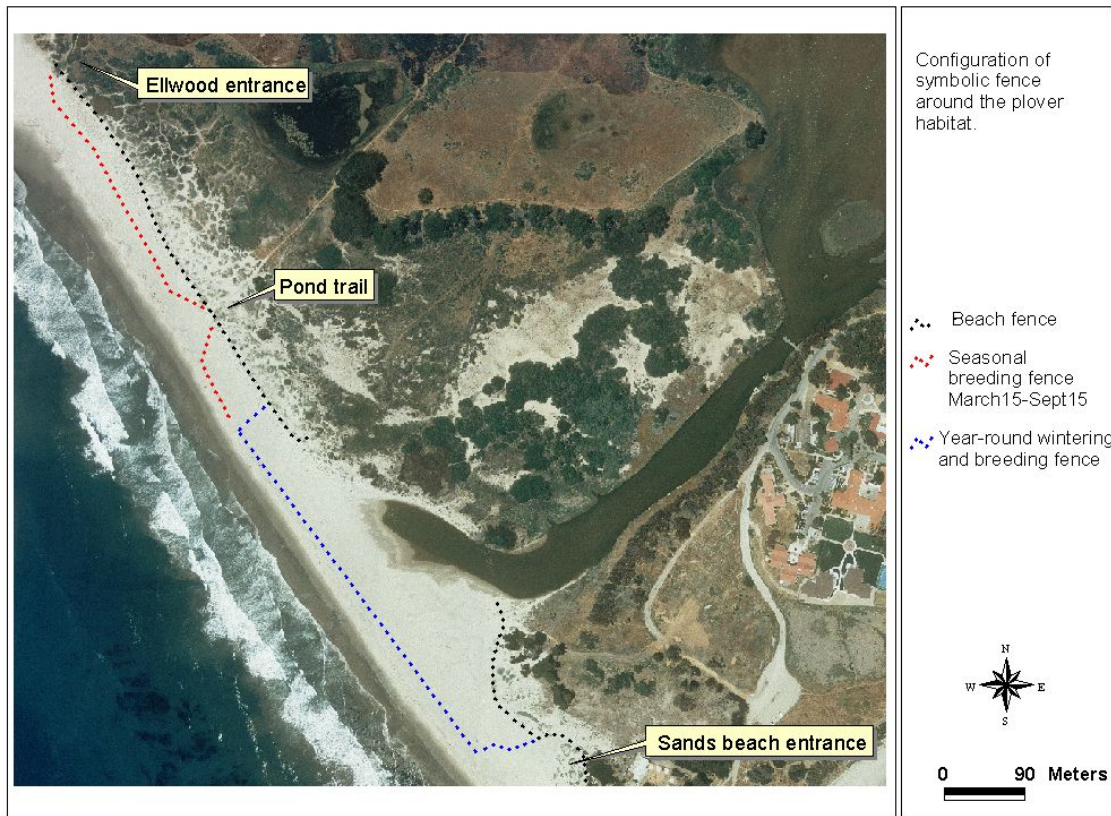 Ellwood entrance
Pond trail
Sands beach entrance
Configuration of
symbolic fence
around the plover
habitat.
Beach fence
Seasonal
breeding fence
March15-Sept15
Year-round wintering
and breeding fence
N
W E
S
0 90 Meters